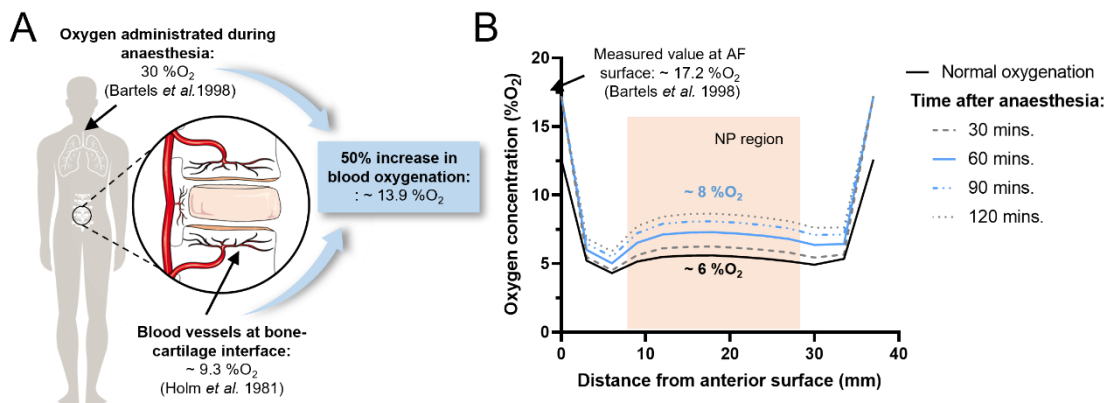 A
Oxygen administrated during
anaesthesia:
30 %O₂
(Bartels et al.1998)
50% increase in
blood oxygenation:
: ~ 13.9 %O₂
Blood vessels at bone-
cartilage interface:
~ 9.3 %O₂
(Holm et al. 1981)
B
Oxygen concentration (%O₂)
20
15
10
5
0
Measured value at AF
surface: ~ 17.2 %O₂
(Bartels et al. 1998)
NP region
~ 8 %O₂
~ 6 %O₂
0 10 20 30 40
Distance from anterior surface (mm)
Normal oxygenation
Time after anaesthesia:
30 mins.
60 mins.
90 mins.
120 mins.